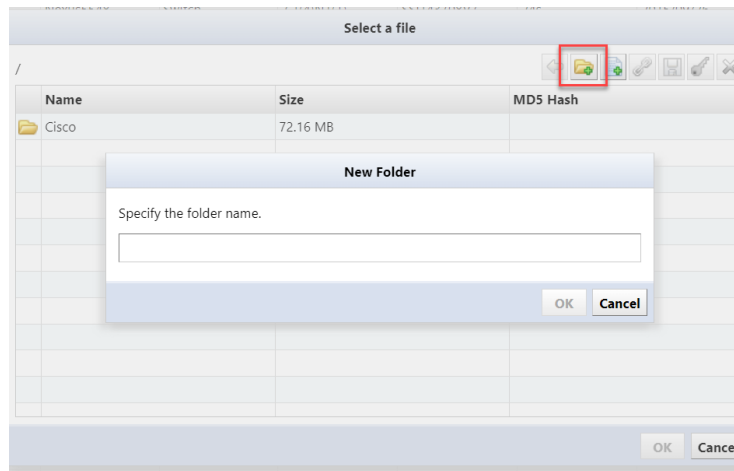 Select a file
/
Name Size MD5 Hash
Cisco 72.16 MB
New Folder
Specify the folder name.
OK Cancel
OK Cance